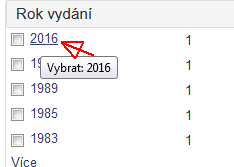 Rok vydání
2016 1
Vybrat: 2016
1
1989 1
1985 1
1983 1
Více